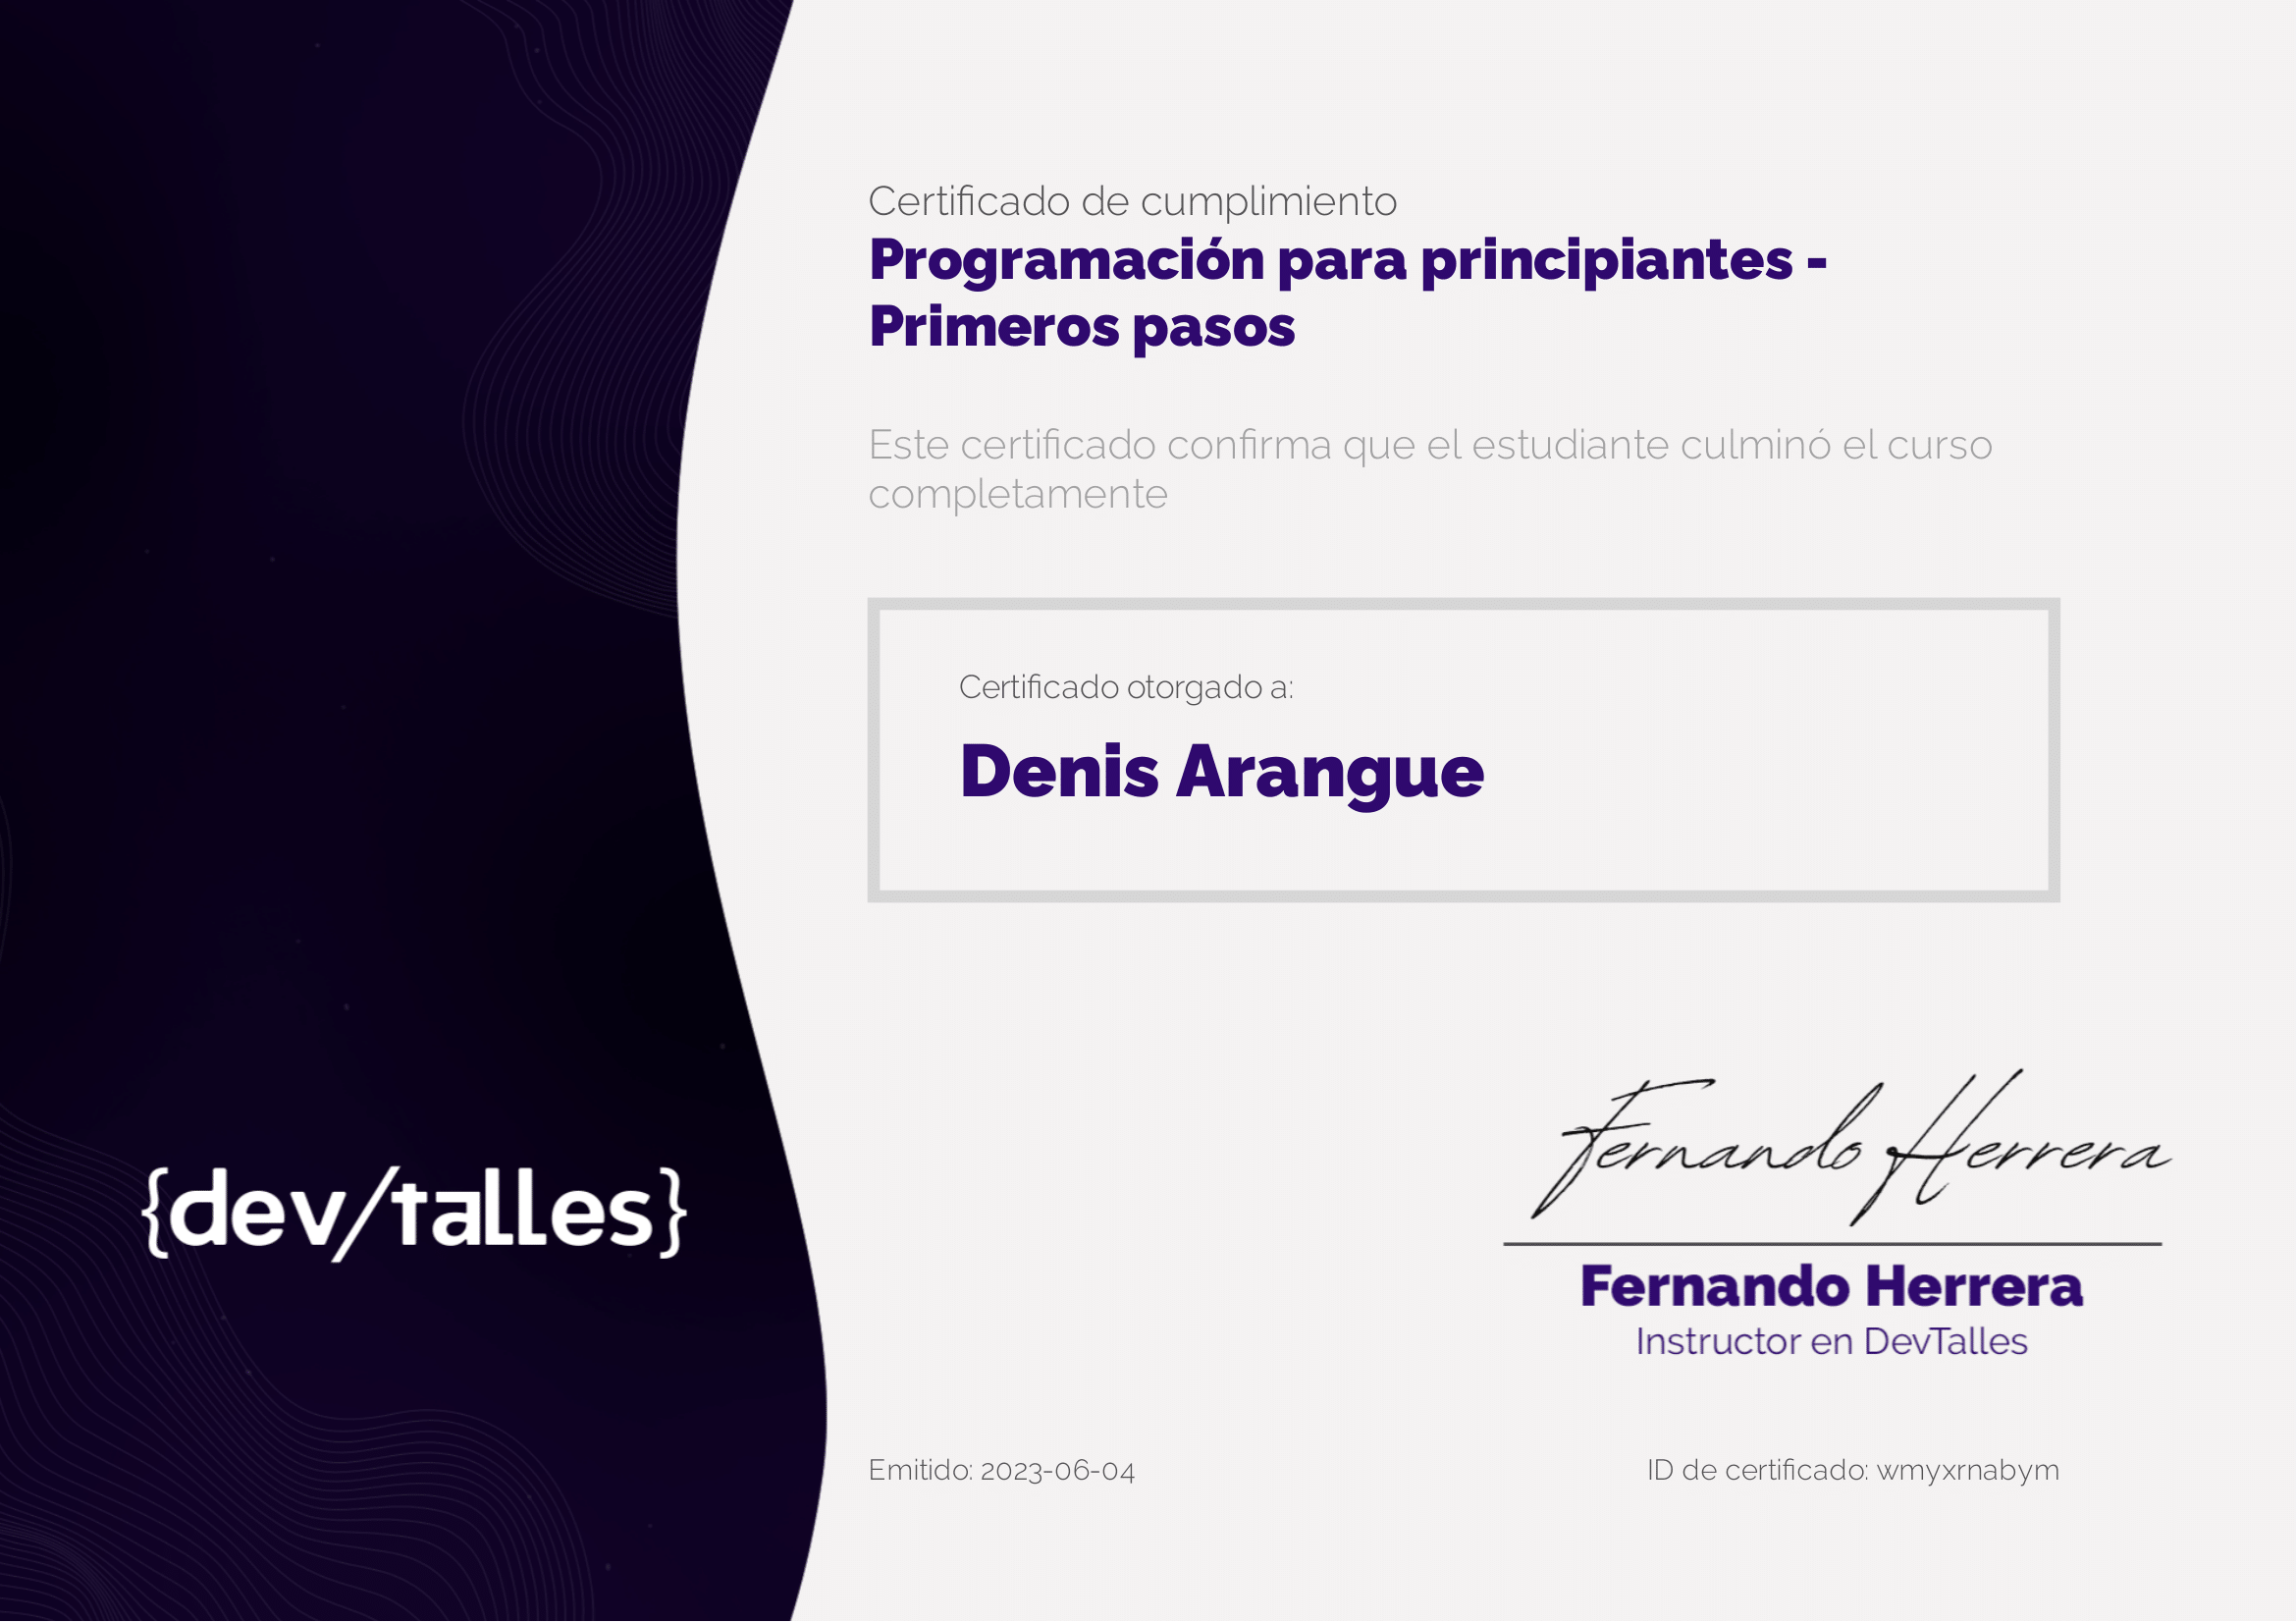 Certificado de cumplimiento
Programación para principiantes -
Primeros pasos
Este certificado confirma que el estudiante culminó el curso
completamente
Certificado otorgado a:
Denis Arangue
{dev/talles}
Fernando Herrera
Fernando Herrera
Instructor en DevTalles
Emitido: 2023-06-04
ID de certificado: wmyxrnabym